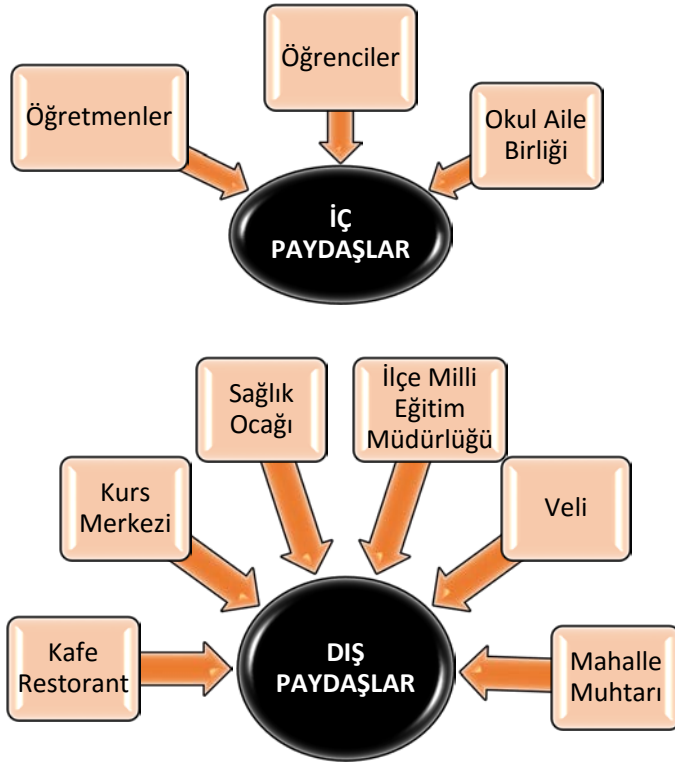 Öğretmenler
Öğrenciler
Okul Aile
Birliği
İÇ
PAYDAŞLAR
Sağlık
Ocağı
İlçe Milli
Eğitim
Müdürlüğü
Kurs
Merkezi
Veli
Kafe
Restorant
DIŞ
PAYDAŞLAR
Mahalle
Muhtarı